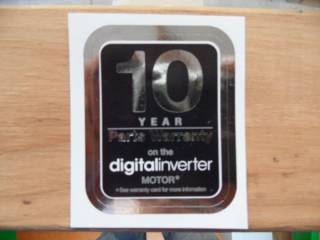 10
YEAR
Parts Warranty
on the
digitalinverter
MOTOR*
*See warranty card for more information